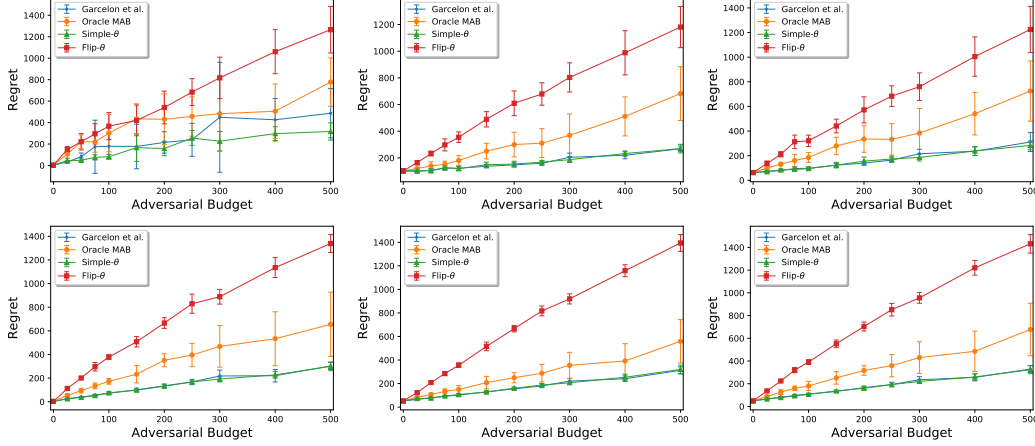 Garcelon et al.
Oracle MAB
Simple-θ
Flip-θ
1400
1200
1000
800
600
400
200
0
Regret
0 100 200 300 400 500
Adversarial Budget
Garcelon et al.
Oracle MAB
Simple-θ
Flip-θ
1200
1000
800
600
400
200
Regret
0 100 200 300 400 500
Adversarial Budget
Garcelon et al.
Oracle MAB
Simple-θ
Flip-θ
1400
1200
1000
800
600
400
200
0
Regret
0 100 200 300 400 500
Adversarial Budget
Garcelon et al.
Oracle MAB
Simple-θ
Flip-θ
1400
1200
1000
800
600
400
200
0
Regret
0 100 200 300 400 500
Adversarial Budget
Garcelon et al.
Oracle MAB
Simple-θ
Flip-θ
1400
1200
1000
800
600
400
200
0
Regret
0 100 200 300 400 500
Adversarial Budget
Garcelon et al.
Oracle MAB
Simple-θ
Flip-θ
1400
1200
1000
800
600
400
200
0
Regret
0 100 200 300 400 500
Adversarial Budget